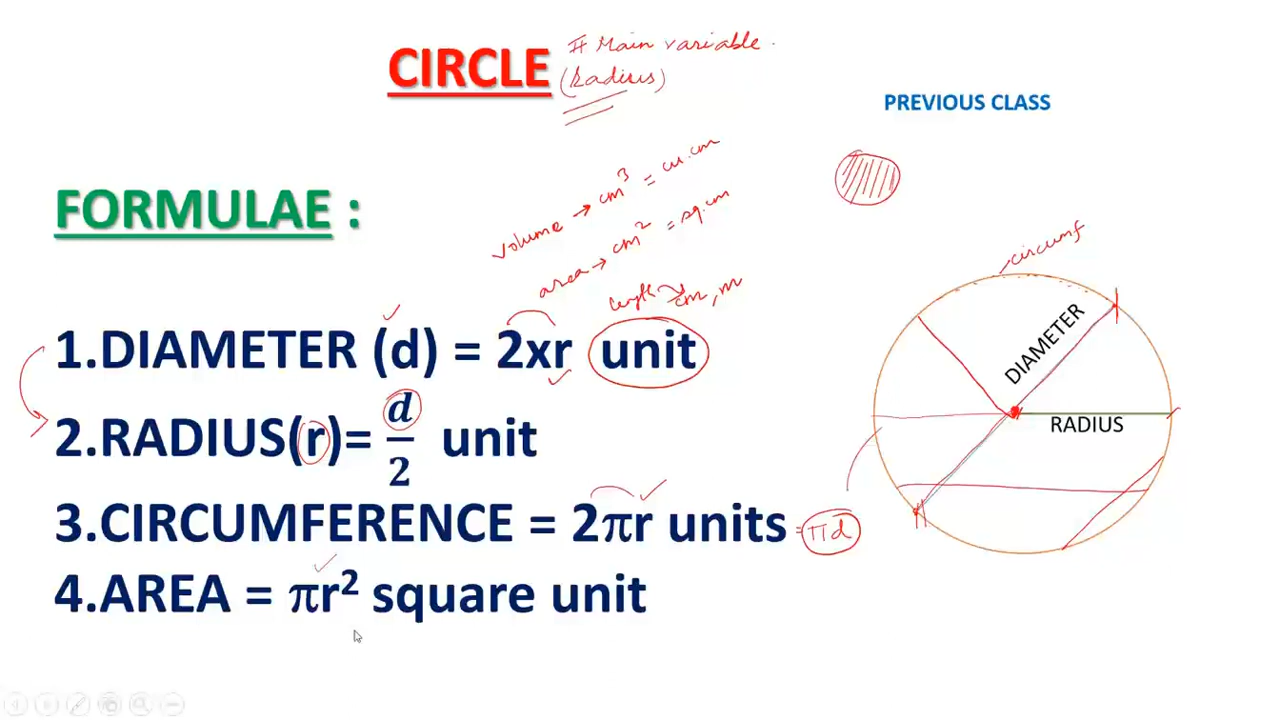 CIRCLE
# Main variable.
(Radius)
PREVIOUS CLASS
FORMULAE :
volume → cm³ = cu.cm
area → cm² = sq.cm
length → cm, m
1.DIAMETER (d) = 2xr unit
2.RADIUS(r)= d/2 unit
3.CIRCUMFERENCE = 2πr units = πd
4.AREA = πr² square unit
circumf
DIAMETER
RADIUS